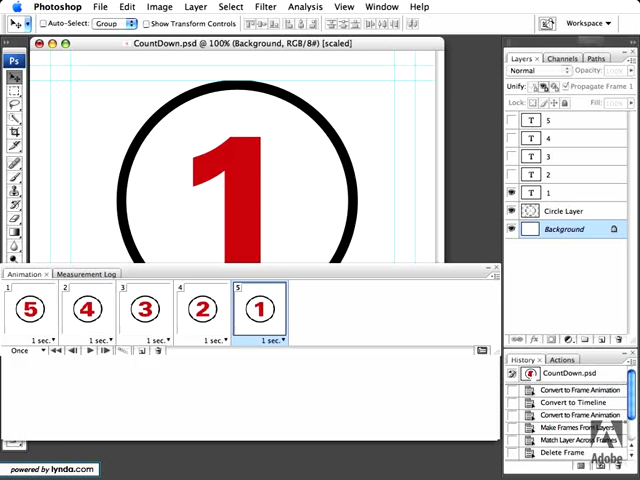 Photoshop File Edit Image Layer Select Filter Analysis View Window Help
Auto-Select: Group Show Transform Controls Workspace
CountDown.psd @ 100% (Background, RGB/8#) [scaled]
Ps
1
Layers Channels Paths
Normal Opacity:
Unify: Propagate Frame 1
Lock: Fill:
T 5
T 4
T 3
T 2
T 1
Circle Layer
Background
Animation Measurement Log
1 2 3 4 5
5 4 3 2 1
1 sec. 1 sec. 1 sec. 1 sec. 1 sec.
Once
History Actions
CountDown.psd
Convert to Frame Animation
Convert to Timeline
Convert to Frame Animation
Make Frames From Layers
Match Layer Across Frames
Delete Frame
Adobe
powered by lynda.com